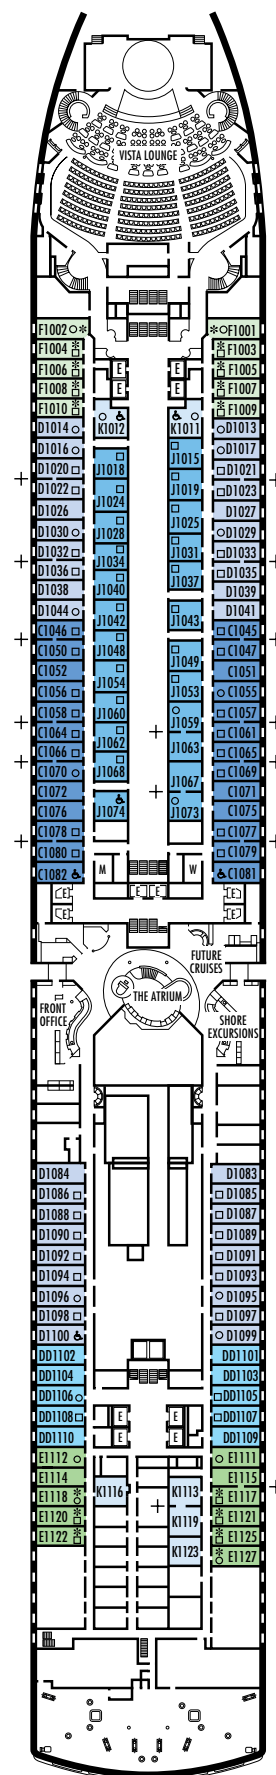 VISTA LOUNGE
F1002 F1001
F1004 E F1003
F1006 E F1005
F1008 E E F1007
F1010 F1009
K1012 K1011
D1014 D1013
D1016 J1015 D1017
J1018
D1020 D1021
D1022 J1019 D1023
J1024
D1026 J1025 D1027
D1030 J1028 D1029
D1032 J1031 D1033
J1034
D1036 J1037 D1035
D1038 J1040 D1039
D1044 J1042 J1043 D1041
C1046 C1045
C1050 J1048 J1049 C1047
C1052 C1051
C1056 J1054 J1053 C1055
C1058 J1060 J1059 C1057
C1064 C1061
C1066 J1062 J1063 C1065
C1070 J1068 C1069
C1072 J1067 C1071
C1076 J1074 J1073 C1075
C1078 C1077
C1080 C1079
C1082 M W C1081
E E E E
E E
FUTURE
CRUISES
THE ATRIUM
FRONT
OFFICE
SHORE
EXCURSIONS
D1084 D1083
D1086 D1085
D1088 D1087
D1090 D1089
D1092 D1091
D1094 D1093
D1096 D1095
D1098 D1097
D1100 D1099
DD1102 DD1101
DD1104 DD1103
DD1106 DD1105
DD1108 E E DD1107
DD1110 E E DD1109
E1112 E1111
E1114 E1115
E1118 K1116 K1113 E1117
E1120 K1119 E1121
E1122 E1125
K1123 E1127